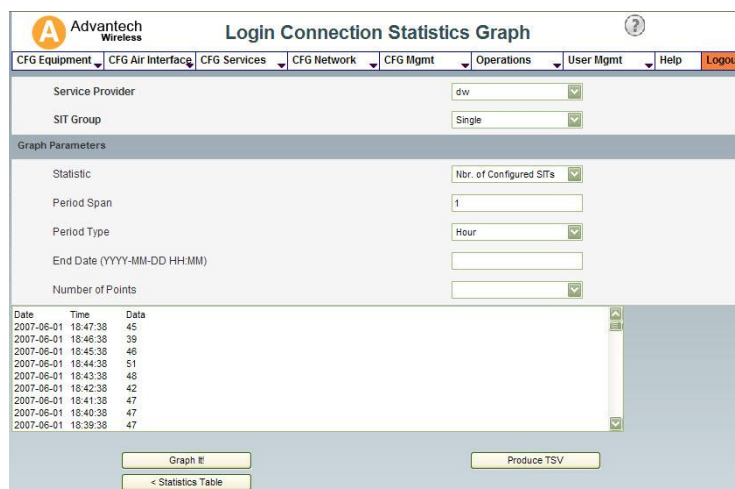 Advantech
Wireless
Login Connection Statistics Graph
?
CFG Equipment CFG Air Interface CFG Services CFG Network CFG Mgmt Operations User Mgmt Help Logou
Service Provider dw
SIT Group Single
Graph Parameters
Statistic Nbr. of Configured SITs
Period Span 1
Period Type Hour
End Date (YYYY-MM-DD HH:MM)
Number of Points
Date Time Data
2007-06-01 18:47:38 45
2007-06-01 18:46:38 39
2007-06-01 18:45:38 46
2007-06-01 18:44:38 51
2007-06-01 18:43:38 48
2007-06-01 18:42:38 42
2007-06-01 18:41:38 47
2007-06-01 18:40:38 47
2007-06-01 18:39:38 47
Graph It! Produce TSV
< Statistics Table